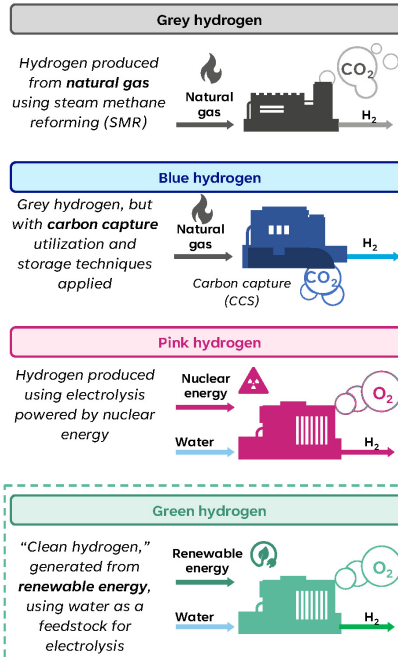 Grey hydrogen
Hydrogen produced
from natural gas
using steam methane
reforming (SMR)
Natural
gas
CO2
H2
Blue hydrogen
Grey hydrogen, but
with carbon capture
utilization and
storage techniques
applied
Natural
gas
H2
CO2
Carbon capture
(CCS)
Pink hydrogen
Hydrogen produced
using electrolysis
powered by nuclear
energy
Nuclear
energy
Water
O2
H2
Green hydrogen
“Clean hydrogen,”
generated from
renewable energy,
using water as a
feedstock for
electrolysis
Renewable
energy
Water
O2
H2